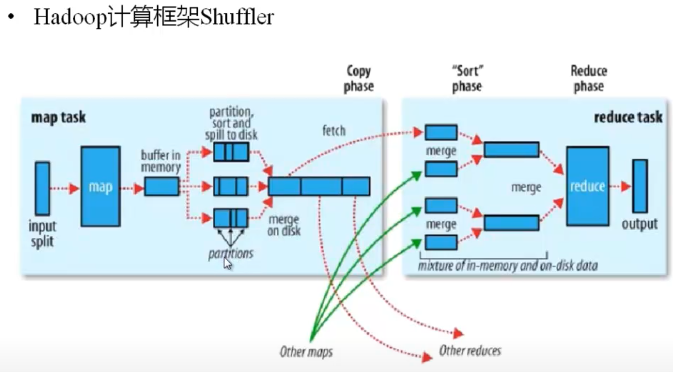 • Hadoop计算框架Shuffler
Copy
phase
"Sort"
phase
Reduce
phase
map task
partition,
sort and
spill to disk
fetch
reduce task
buffer in
memory
map
input
split
merge
on disk
partitions
merge
merge
merge
reduce
output
mixture of in-memory and on-disk data
Other maps
Other reduces